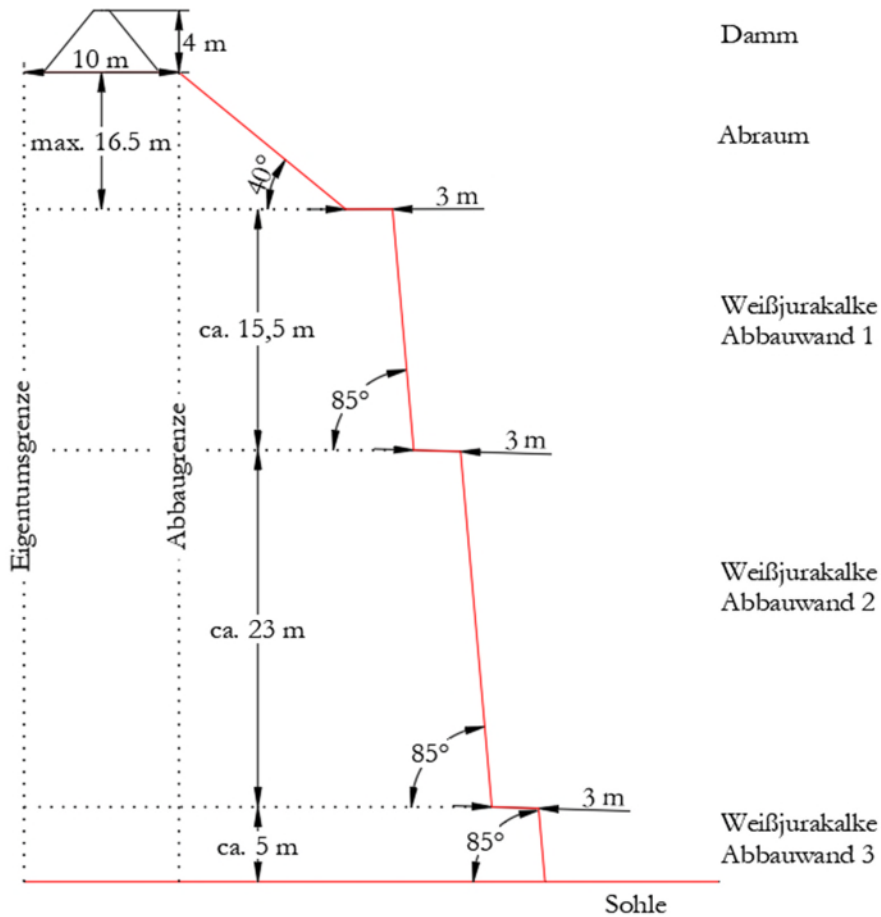 4 m
Damm
10 m
max. 16.5 m
Abraum
40°
3 m
ca. 15,5 m
Weißjurakalke
Abbauwand 1
85°
3 m
Eigentumsgrenze
Abbaugrenze
ca. 23 m
Weißjurakalke
Abbauwand 2
85°
3 m
ca. 5 m
85°
Weißjurakalke
Abbauwand 3
Sohle